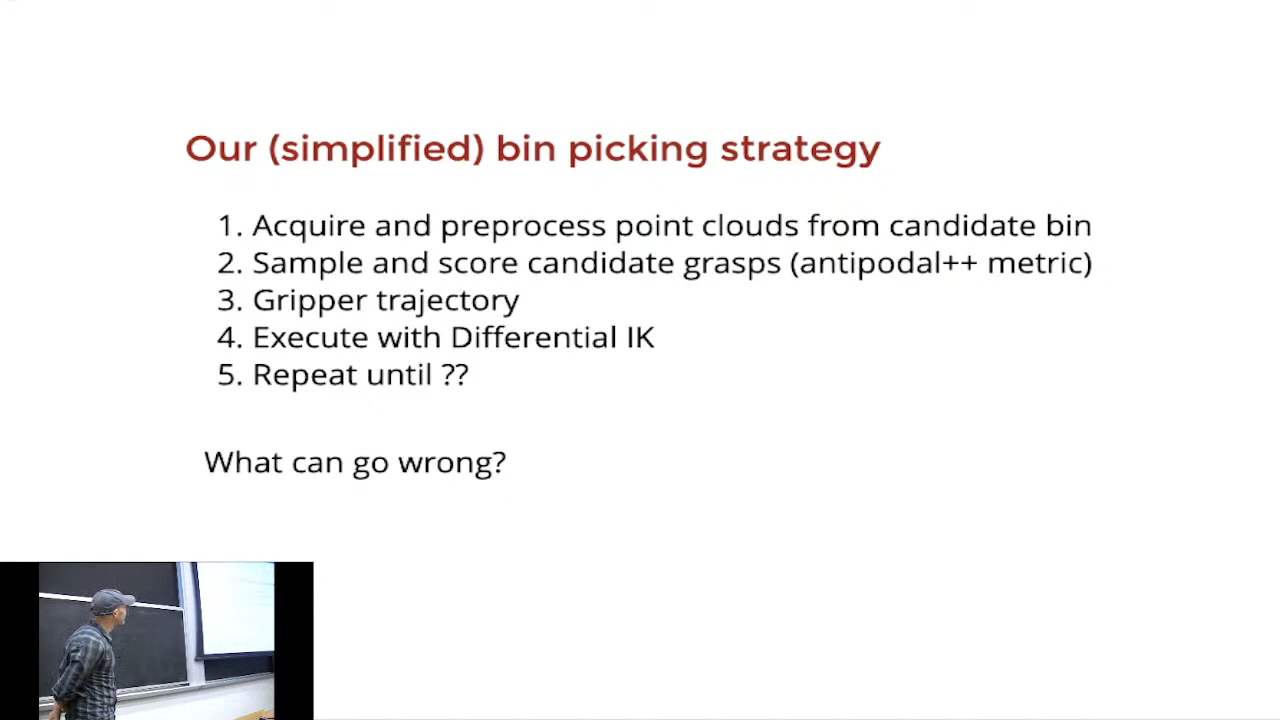 Our (simplified) bin picking strategy
1. Acquire and preprocess point clouds from candidate bin
2. Sample and score candidate grasps (antipodal++ metric)
3. Gripper trajectory
4. Execute with Differential IK
5. Repeat until ??
What can go wrong?